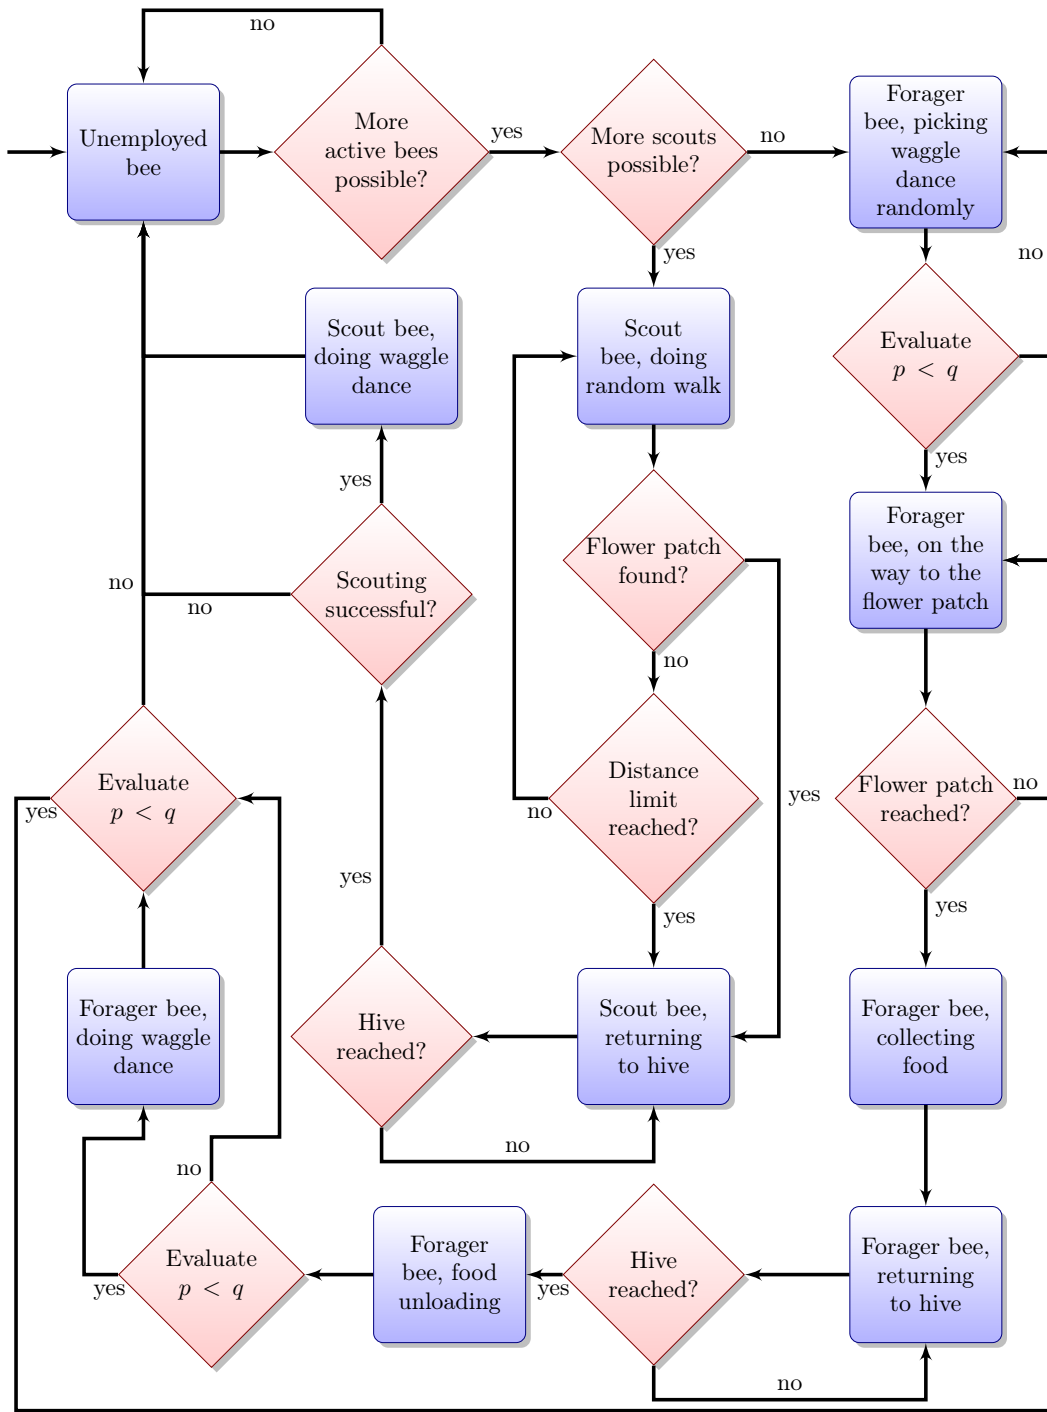 no
Unemployed
bee
More
active bees
possible?
yes
More scouts
possible?
no
Forager
bee, picking
waggle
dance
randomly
yes
no
Scout bee,
doing waggle
dance
Scout
bee, doing
random walk
Evaluate
p < q
yes
yes
Forager
bee, on the
way to the
flower patch
Flower patch
found?
no
Scouting
successful?
no
no
Evaluate
p < q
yes
Distance
limit
reached?
no
yes
Flower patch
reached?
no
yes
yes
yes
Forager bee,
doing waggle
dance
Hive
reached?
Scout bee,
returning
to hive
Forager bee,
collecting
food
no
no
Evaluate
p < q
yes
Forager
bee, food
unloading
yes
Hive
reached?
Forager bee,
returning
to hive
no